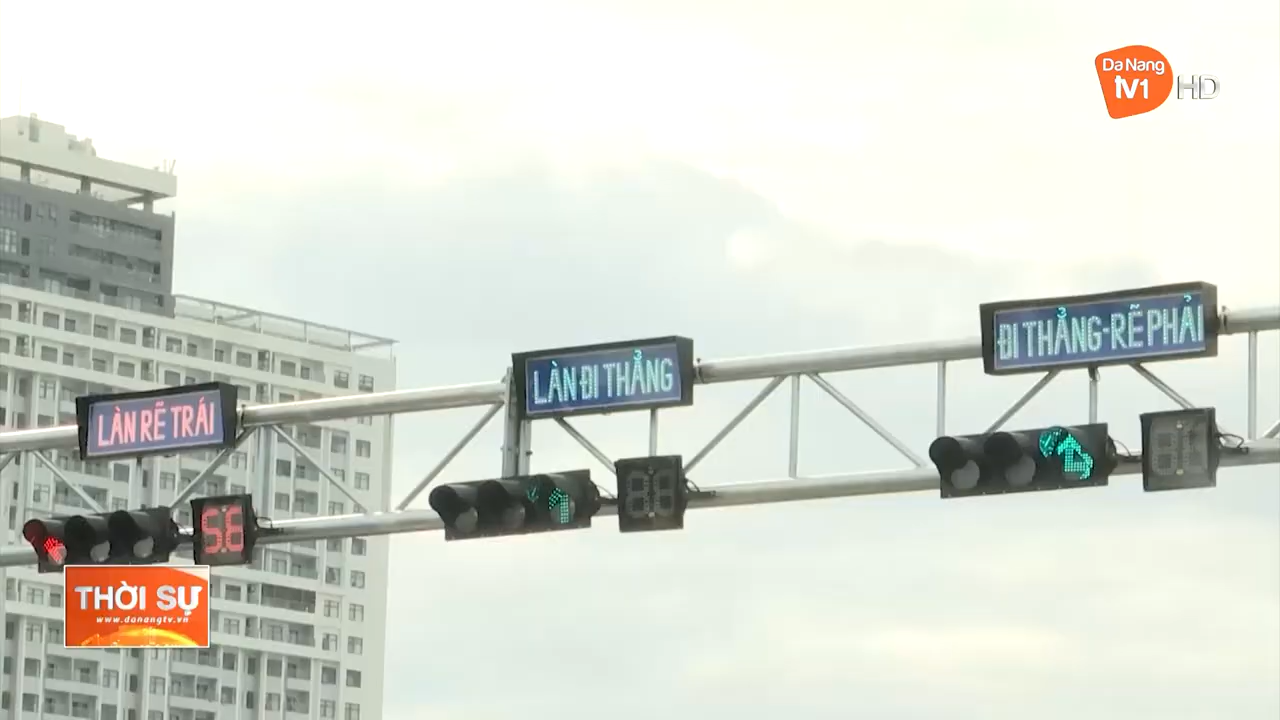 Da Nang
TV1 HD
ĐI THẲNG-RẼ PHẢI
LÀN ĐI THẲNG
LÀN RẼ TRÁI
56
THỜI SỰ
www.danangtv.vn